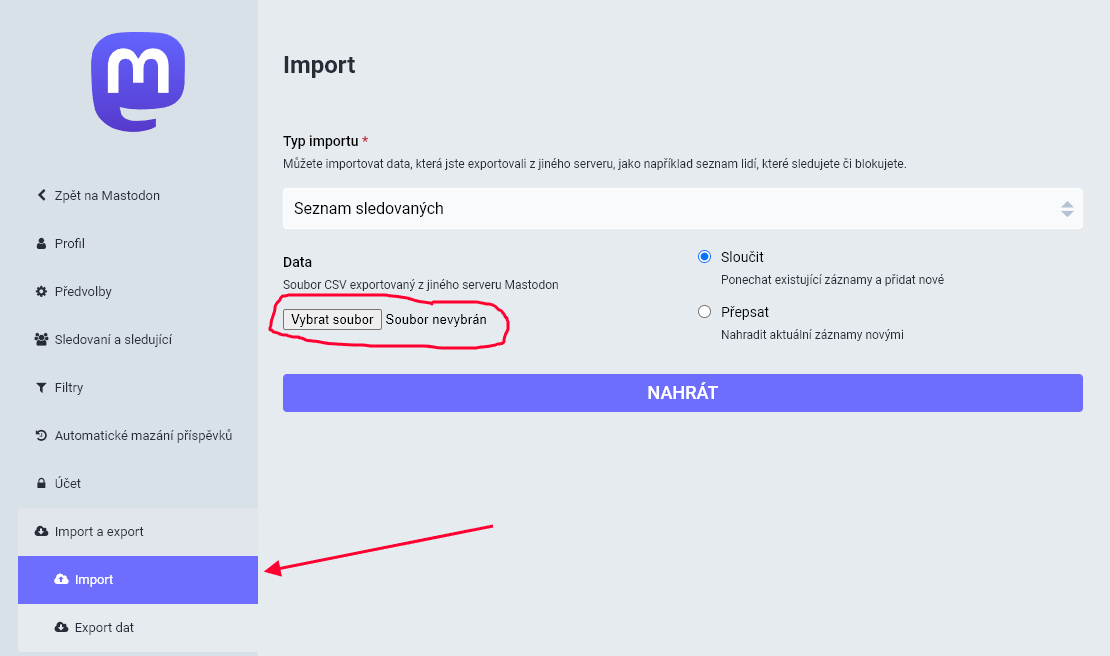 Zpět na Mastodon
Profil
Předvolby
Sledovaní a sledující
Filtry
Automatické mazání příspěvků
Účet
Import a export
Import
Export dat
Import
Typ importu *
Můžete importovat data, která jste exportovali z jiného serveru, jako například seznam lidí, které sledujete či blokujete.
Seznam sledovaných
Data
Soubor CSV exportovaný z jiného serveru Mastodon
Vybrat soubor Soubor nevybrán
Sloučit
Ponechat existující záznamy a přidat nové
Přepsat
Nahradit aktuální záznamy novými
NAHRÁT